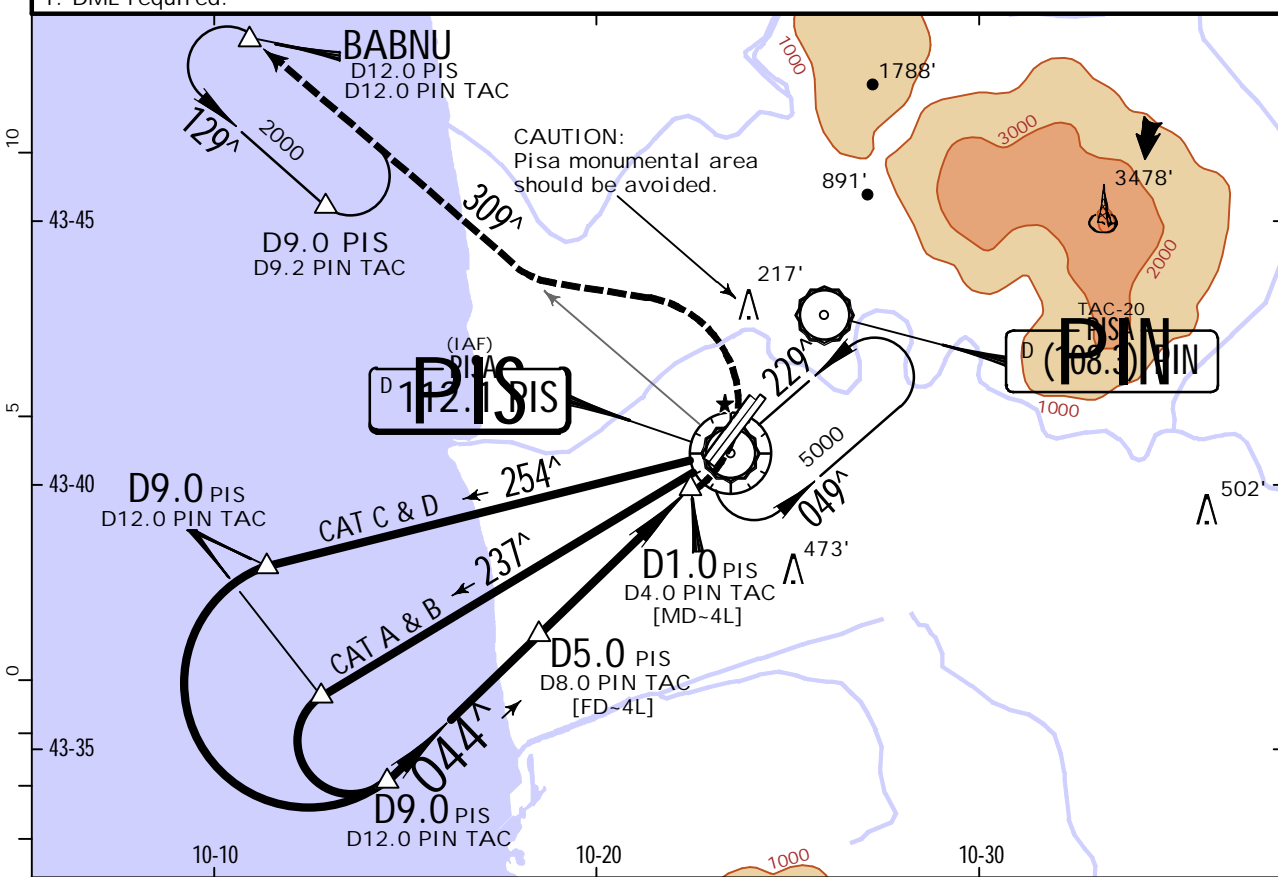 1. DME required.
BABNU
D12.0 PIS
D12.0 PIN TAC
129^
2000
D9.0 PIS
D9.2 PIN TAC
309^
CAUTION:
Pisa monumental area
should be avoided.
1000
1788'
891'
3000
3478'
2000
1000
217'
TAC-20
PISA
D (108.3) PIN
PIN
(IAF)
PISA
D 112.1 PIS
PIS
229^
5000
049^
502'
473'
254^
CAT C & D
237^
CAT A & B
D9.0 PIS
D12.0 PIN TAC
D1.0 PIS
D4.0 PIN TAC
[MD~4L]
D5.0 PIS
D8.0 PIN TAC
[FD~4L]
044^
D9.0 PIS
D12.0 PIN TAC
10
5
0
43-45
43-40
43-35
10-10
10-20
10-30
1000